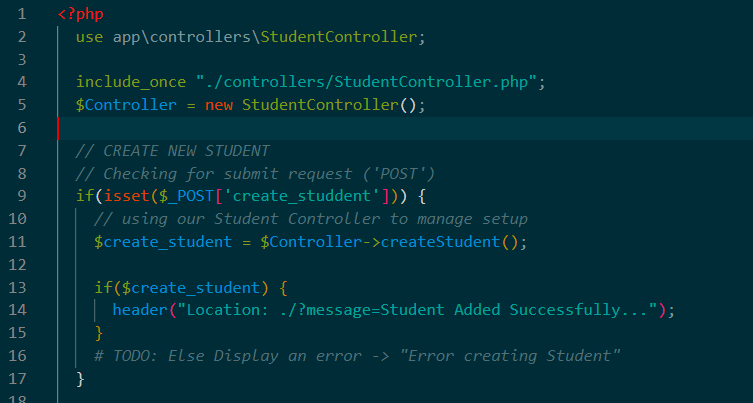 1 <?php
2 use app\controllers\StudentController;
3
4 include_once "./controllers/StudentController.php";
5 $Controller = new StudentController();
6
7 // CREATE NEW STUDENT
8 // Checking for submit request ('POST')
9 if(isset($_POST['create_studdent'])) {
10 // using our Student Controller to manage setup
11 $create_student = $Controller->createStudent();
12
13 if($create_student) {
14 header("Location: ./?message=Student Added Successfully...");
15 }
16 # TODO: Else Display an error -> "Error creating Student"
17 }
18